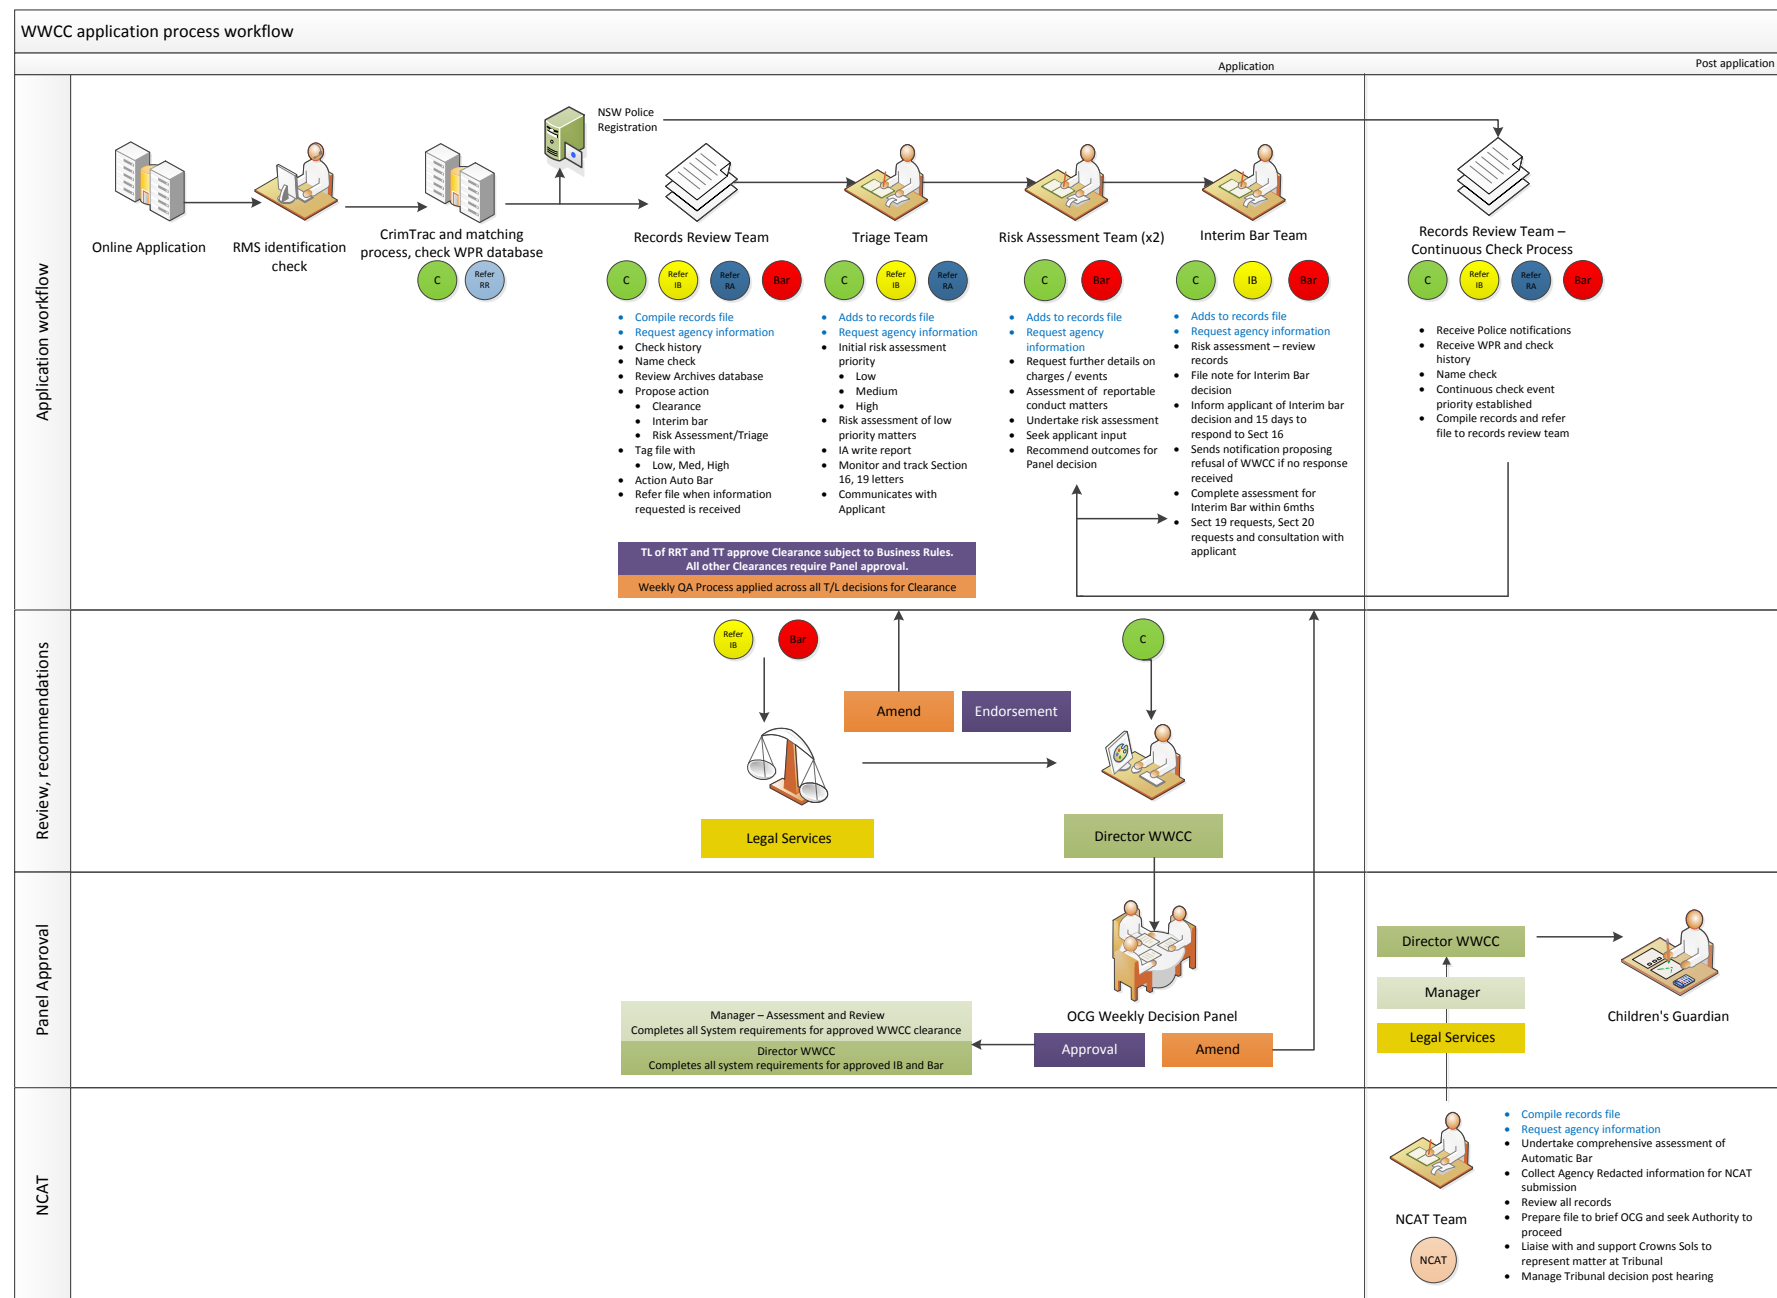 WWCC application process workflow
Application
Post application
Application workflow
NSW Police
Registration
Online Application
RMS identification
check
CrimTrac and matching
process, check WPR database
C
Refer
RR
Records Review Team
C
Refer
IB
Refer
RA
Bar
• Compile records file
• Request agency information
• Check history
• Name check
• Review Archives database
• Propose action
• Clearance
• Interim bar
• Risk Assessment/Triage
• Tag file with
• Low, Med, High
• Action Auto Bar
• Refer file when information
requested is received
Triage Team
C
Refer
IB
Refer
RA
• Adds to records file
• Request agency information
• Initial risk assessment
priority
• Low
• Medium
• High
• Risk assessment of low
priority matters
• IA write report
• Monitor and track Section
16, 19 letters
• Communicates with
Applicant
TL of RRT and TT approve Clearance subject to Business Rules.
All other Clearances require Panel approval.
Weekly QA Process applied across all T/L decisions for Clearance
Risk Assessment Team (x2)
C
Bar
• Adds to records file
• Request agency
information
• Request further details on
charges / events
• Assessment of reportable
conduct matters
• Undertake risk assessment
• Seek applicant input
• Recommend outcomes for
Panel decision
Interim Bar Team
C
IB
Bar
• Adds to records file
• Request agency information
• Risk assessment – review
records
• File note for Interim Bar
decision
• Inform applicant of Interim bar
decision and 15 days to
respond to Sect 16
• Sends notification proposing
refusal of WWCC if no response
received
• Complete assessment for
Interim Bar within 6mths
• Sect 19 requests, Sect 20
requests and consultation with
applicant
Records Review Team –
Continuous Check Process
C
Refer
IB
Refer
RA
Bar
• Receive Police notifications
• Receive WPR and check
history
• Name check
• Continuous check event
priority established
• Compile records and refer
file to records review team
Review, recommendations
Refer
IB
Bar
C
Amend
Endorsement
Legal Services
Director WWCC
Panel Approval
OCG Weekly Decision Panel
Approval
Amend
Manager – Assessment and Review
Completes all System requirements for approved WWCC clearance
Director WWCC
Completes all system requirements for approved IB and Bar
Director WWCC
Manager
Legal Services
Children's Guardian
NCAT
NCAT Team
NCAT
• Compile records file
• Request agency information
• Undertake comprehensive assessment of
Automatic Bar
• Collect Agency Redacted information for NCAT
submission
• Review all records
• Prepare file to brief OCG and seek Authority to
proceed
• Liaise with and support Crowns Sols to
represent matter at Tribunal
• Manage Tribunal decision post hearing